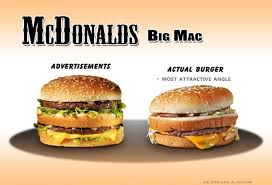 McDonalds Big Mac
Advertisements
Actual Burger
- Most Attractive Angle